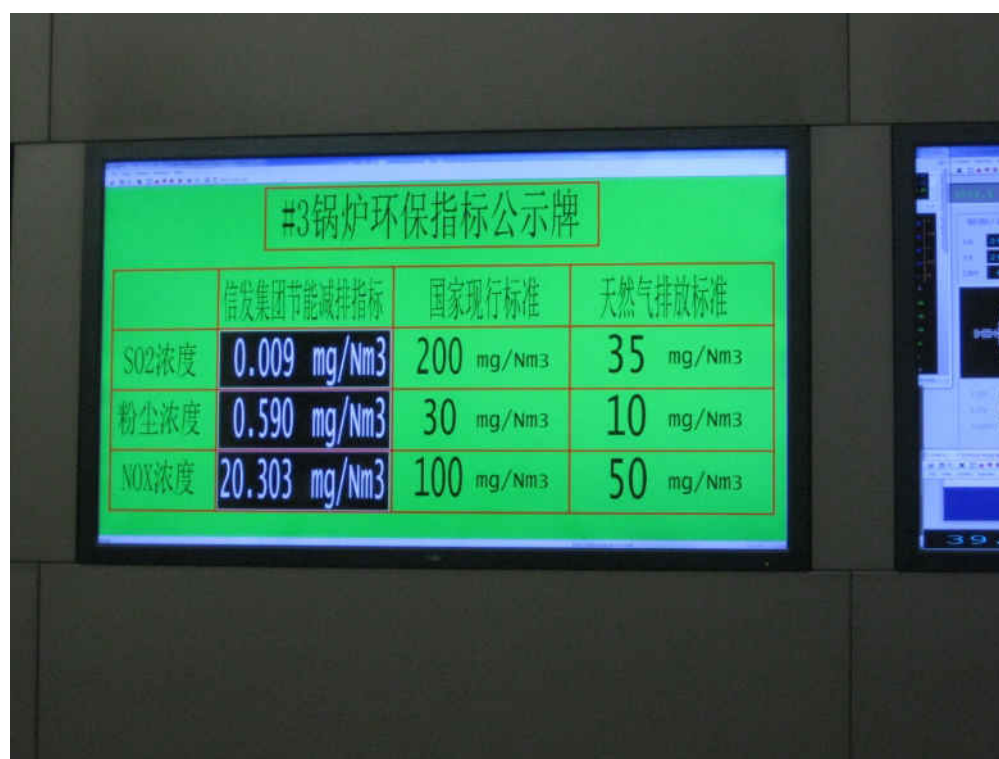 #3锅炉环保指标公示牌
信发集团节能减排指标 国家现行标准 天然气排放标准
SO2浓度 0.009 mg/Nm3 200 mg/Nm3 35 mg/Nm3
粉尘浓度 0.590 mg/Nm3 30 mg/Nm3 10 mg/Nm3
NOX浓度 20.303 mg/Nm3 100 mg/Nm3 50 mg/Nm3
39.